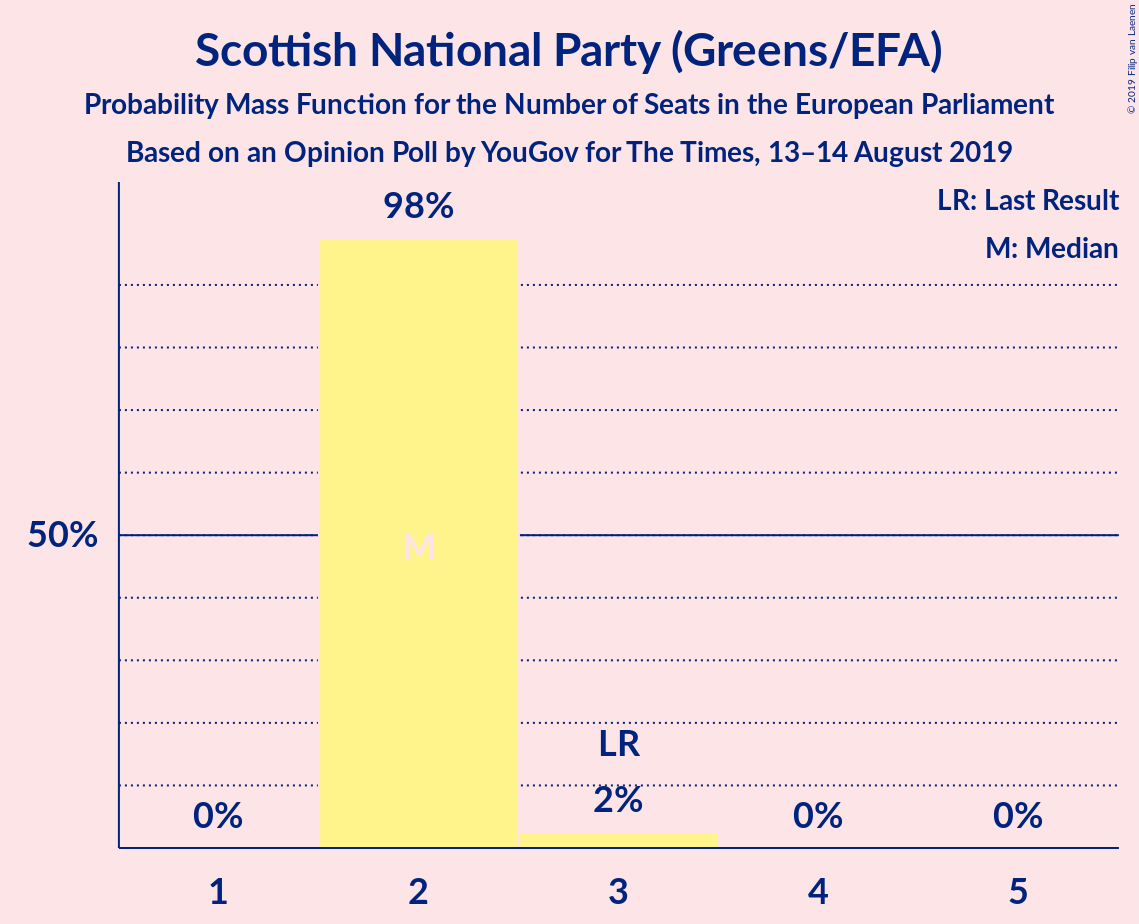 Scottish National Party (Greens/EFA)
Probability Mass Function for the Number of Seats in the European Parliament
Based on an Opinion Poll by YouGov for The Times, 13–14 August 2019
© 2019 Filip van Laenen
LR: Last Result
M: Median
98%
50%
M
LR
0%
2%
0%
0%
1
2
3
4
5